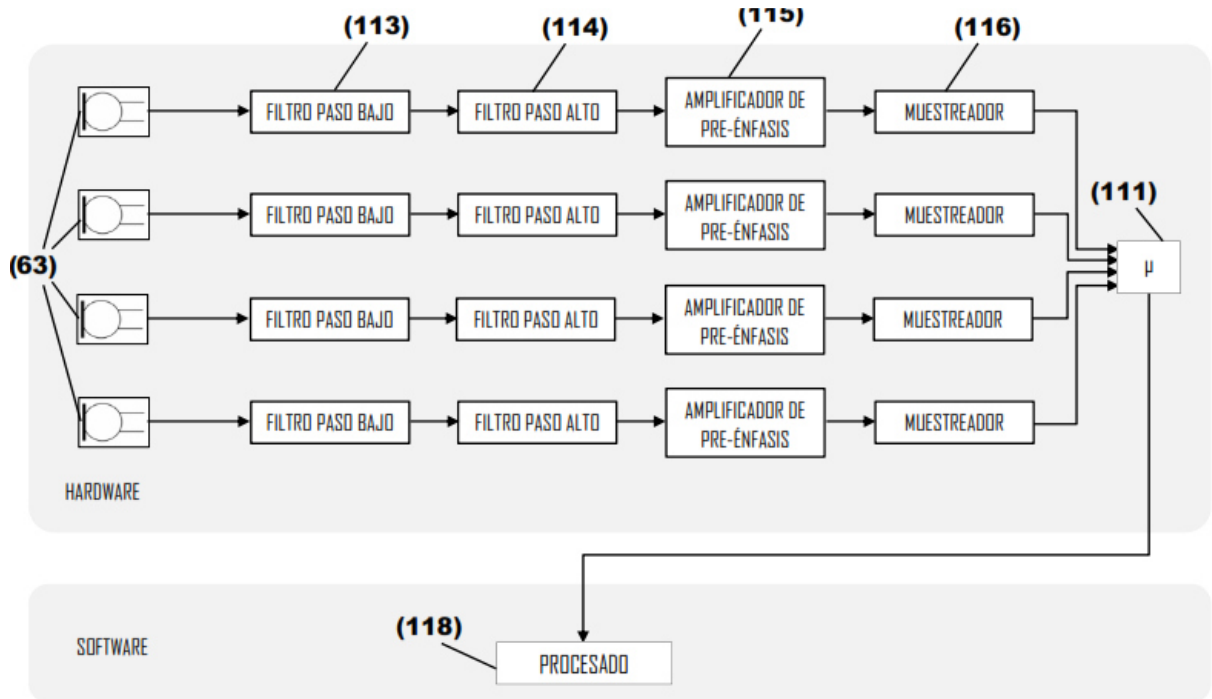 (113)
(114)
(115)
(116)
FILTRO PASO BAJO
FILTRO PASO ALTO
AMPLIFICADOR DE
PRE-ÉNFASIS
MUESTREADOR
FILTRO PASO BAJO
FILTRO PASO ALTO
AMPLIFICADOR DE
PRE-ÉNFASIS
MUESTREADOR
(111)
(63)
µ
FILTRO PASO BAJO
FILTRO PASO ALTO
AMPLIFICADOR DE
PRE-ÉNFASIS
MUESTREADOR
FILTRO PASO BAJO
FILTRO PASO ALTO
AMPLIFICADOR DE
PRE-ÉNFASIS
MUESTREADOR
HARDWARE
SOFTWARE
(118)
PROCESADO